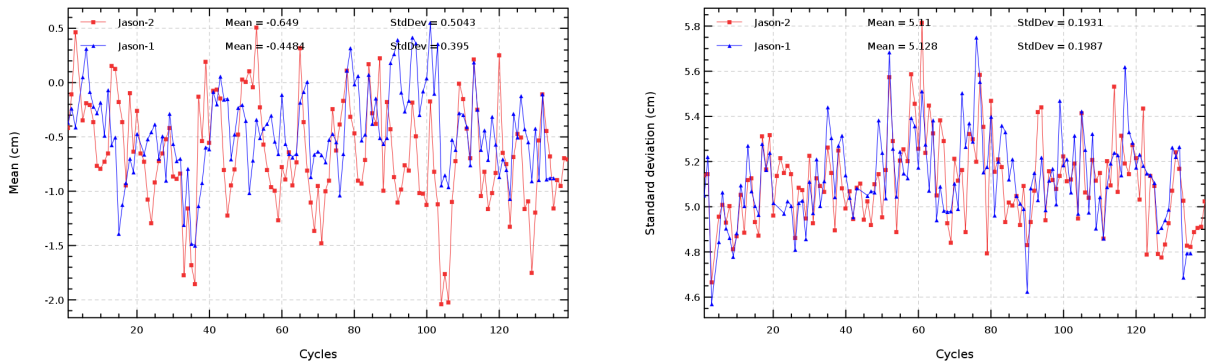 0.5
Jason-2 Mean = -0.649 StdDev = 0.5043
Jason-1 Mean = -0.4484 StdDev = 0.395
0.0
-0.5
-1.0
-1.5
-2.0
Mean (cm)
20 40 60 80 100 120
Cycles
5.8
Jason-2 Mean = 5.11 StdDev = 0.1931
Jason-1 Mean = 5.128 StdDev = 0.1987
5.6
5.4
5.2
5.0
4.8
4.6
Standard deviation (cm)
20 40 60 80 100 120
Cycles